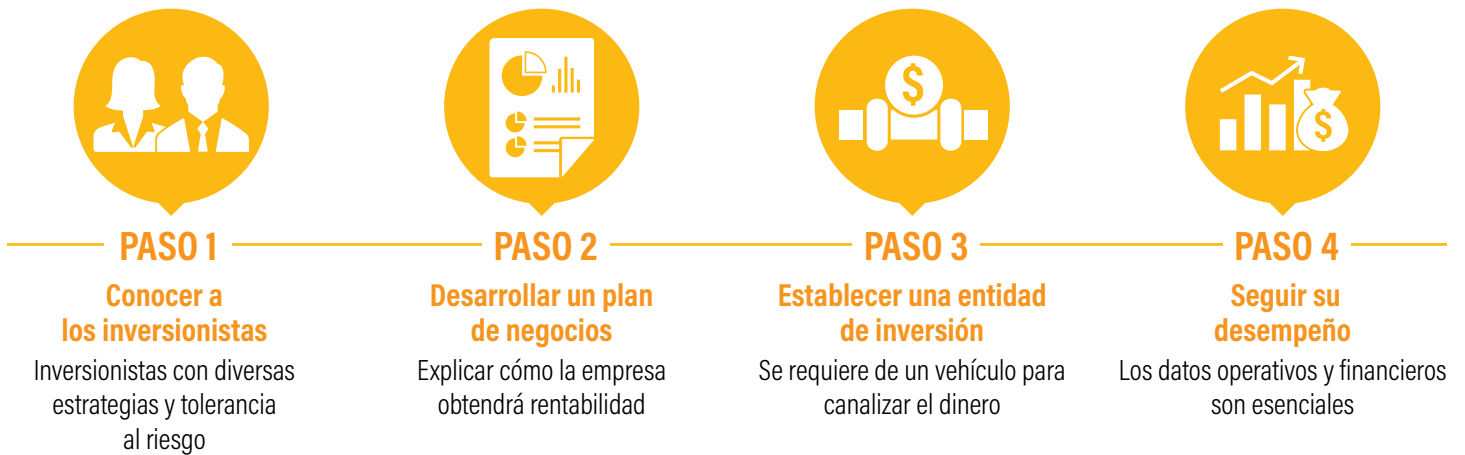 PASO 1
Conocer a
los inversionistas
Inversionistas con diversas
estrategias y tolerancia
al riesgo
PASO 2
Desarrollar un plan
de negocios
Explicar cómo la empresa
obtendrá rentabilidad
$
PASO 3
Establecer una entidad
de inversión
Se requiere de un vehículo para
canalizar el dinero
$
PASO 4
Seguir su
desempeño
Los datos operativos y financieros
son esenciales